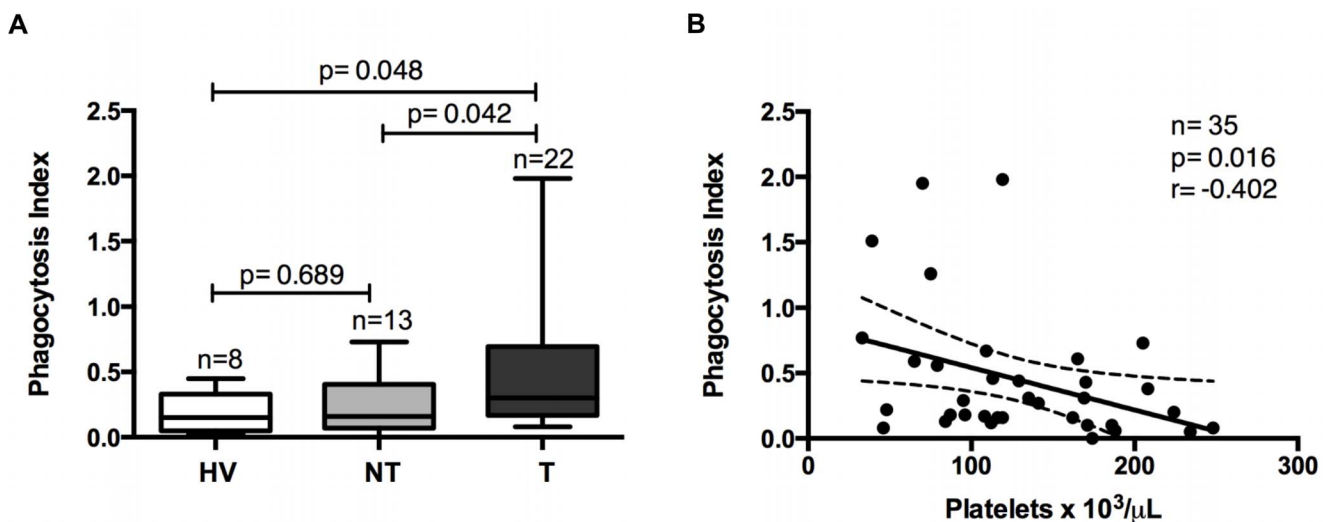 A
p= 0.048
p= 0.042
n=22
p= 0.689
n=13
n=8
2.5
2.0
1.5
1.0
0.5
0.0
Phagocytosis Index
HV NT T
B
n= 35
p= 0.016
r= -0.402
2.5
2.0
1.5
1.0
0.5
0.0
Phagocytosis Index
0 100 200 300
Platelets x 10³/µL